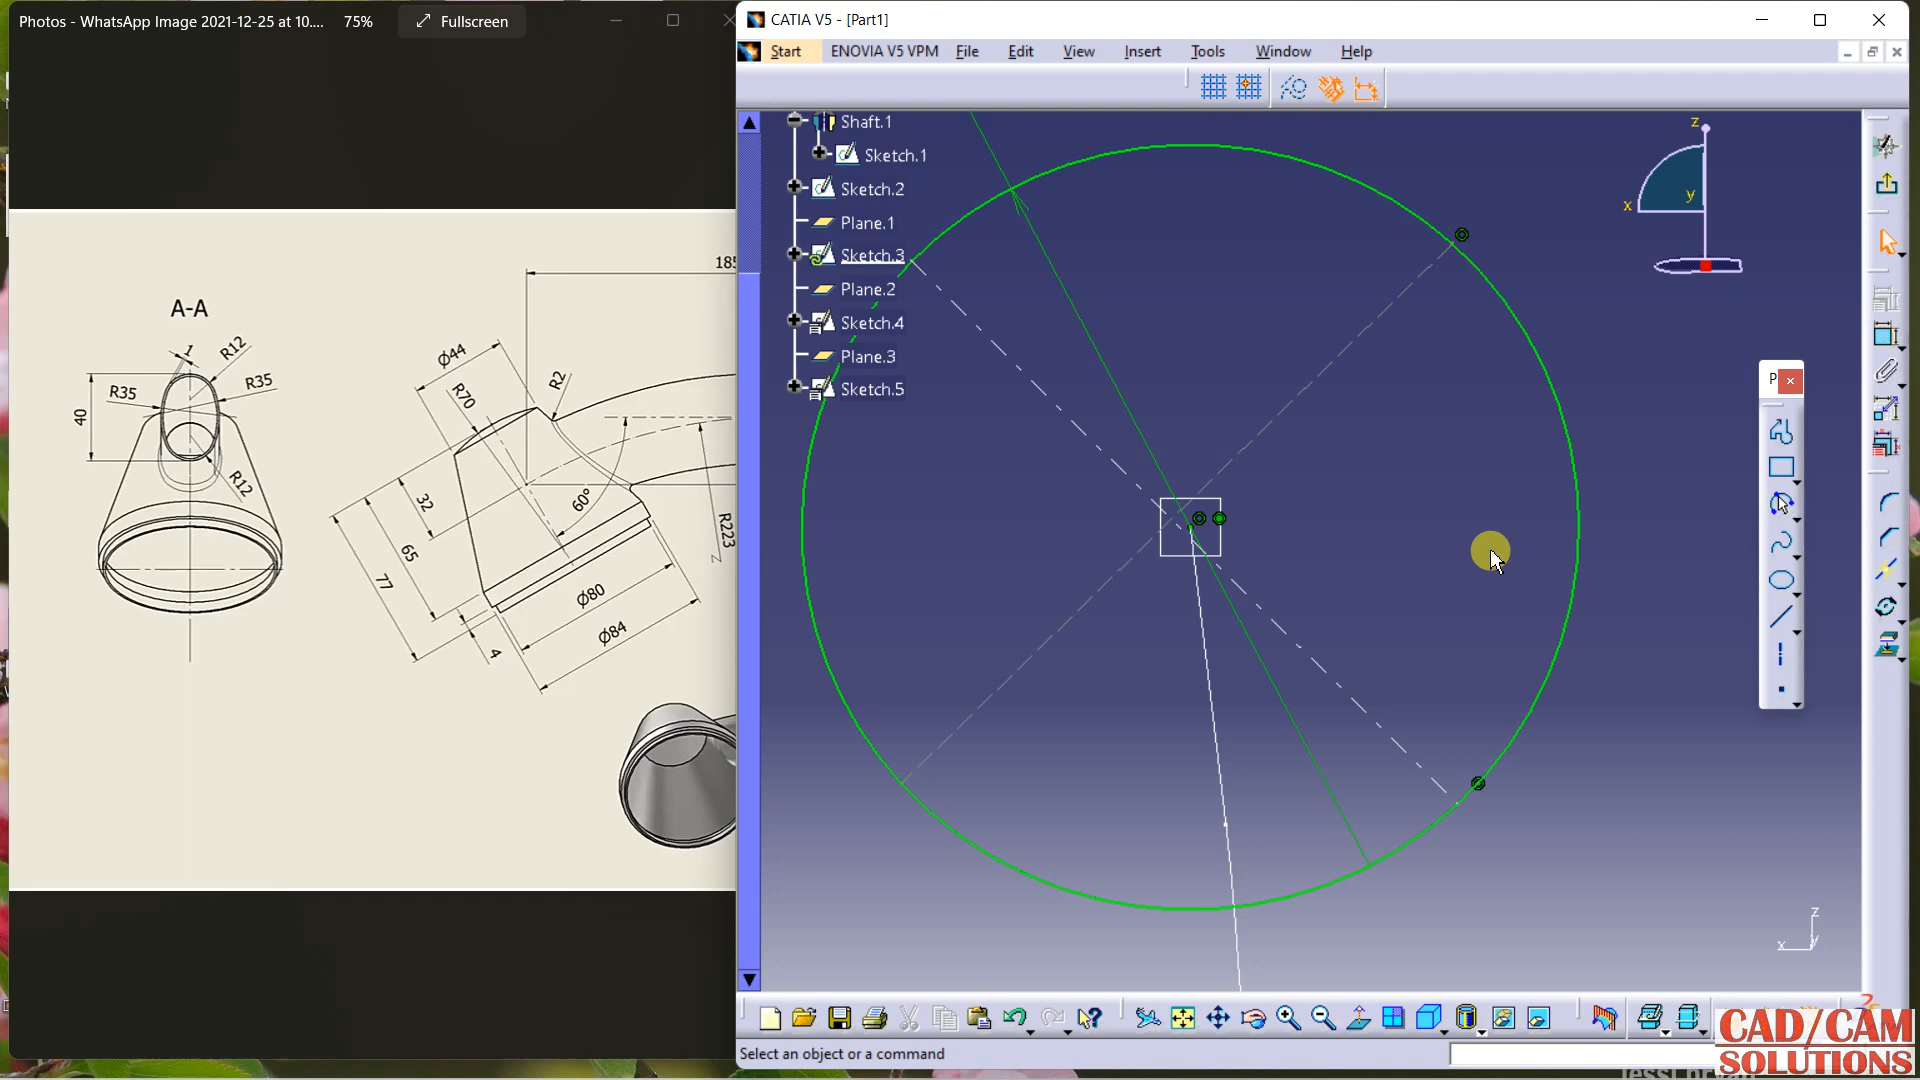 Photos - WhatsApp Image 2021-12-25 at 10.... 75% Fullscreen
CATIA V5 - [Part1]
Start ENOVIA V5 VPM File Edit View Insert Tools Window Help
Shaft.1
Sketch.1
Sketch.2
Plane.1
Sketch.3
Plane.2
Sketch.4
Plane.3
Sketch.5
z
y
x
P
A-A
1
R12
R35
R35
40
R12
185
Ø44
R70
R2
32
60°
65
R223
77
Ø80
Ø84
4
z
x
y
Select an object or a command
CAD/CAM
SOLUTIONS